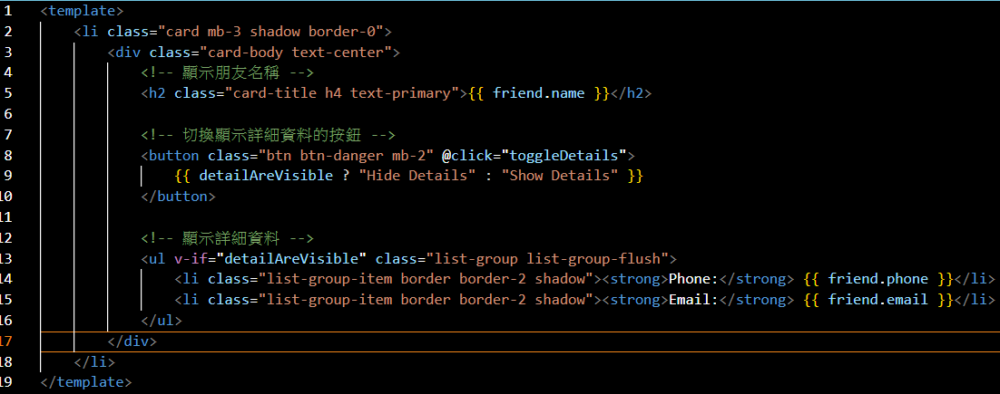 1 <template>
2 <li class="card mb-3 shadow border-0">
3 <div class="card-body text-center">
4 <!-- 顯示朋友名稱 -->
5 <h2 class="card-title h4 text-primary">{{ friend.name }}</h2>
6
7 <!-- 切換顯示詳細資料的按鈕 -->
8 <button class="btn btn-danger mb-2" @click="toggleDetails">
9 {{ detailAreVisible ? "Hide Details" : "Show Details" }}
10 </button>
11
12 <!-- 顯示詳細資料 -->
13 <ul v-if="detailAreVisible" class="list-group list-group-flush">
14 <li class="list-group-item border border-2 shadow"><strong>Phone:</strong> {{ friend.phone }}</li>
15 <li class="list-group-item border border-2 shadow"><strong>Email:</strong> {{ friend.email }}</li>
16 </ul>
17 </div>
18 </li>
19 </template>